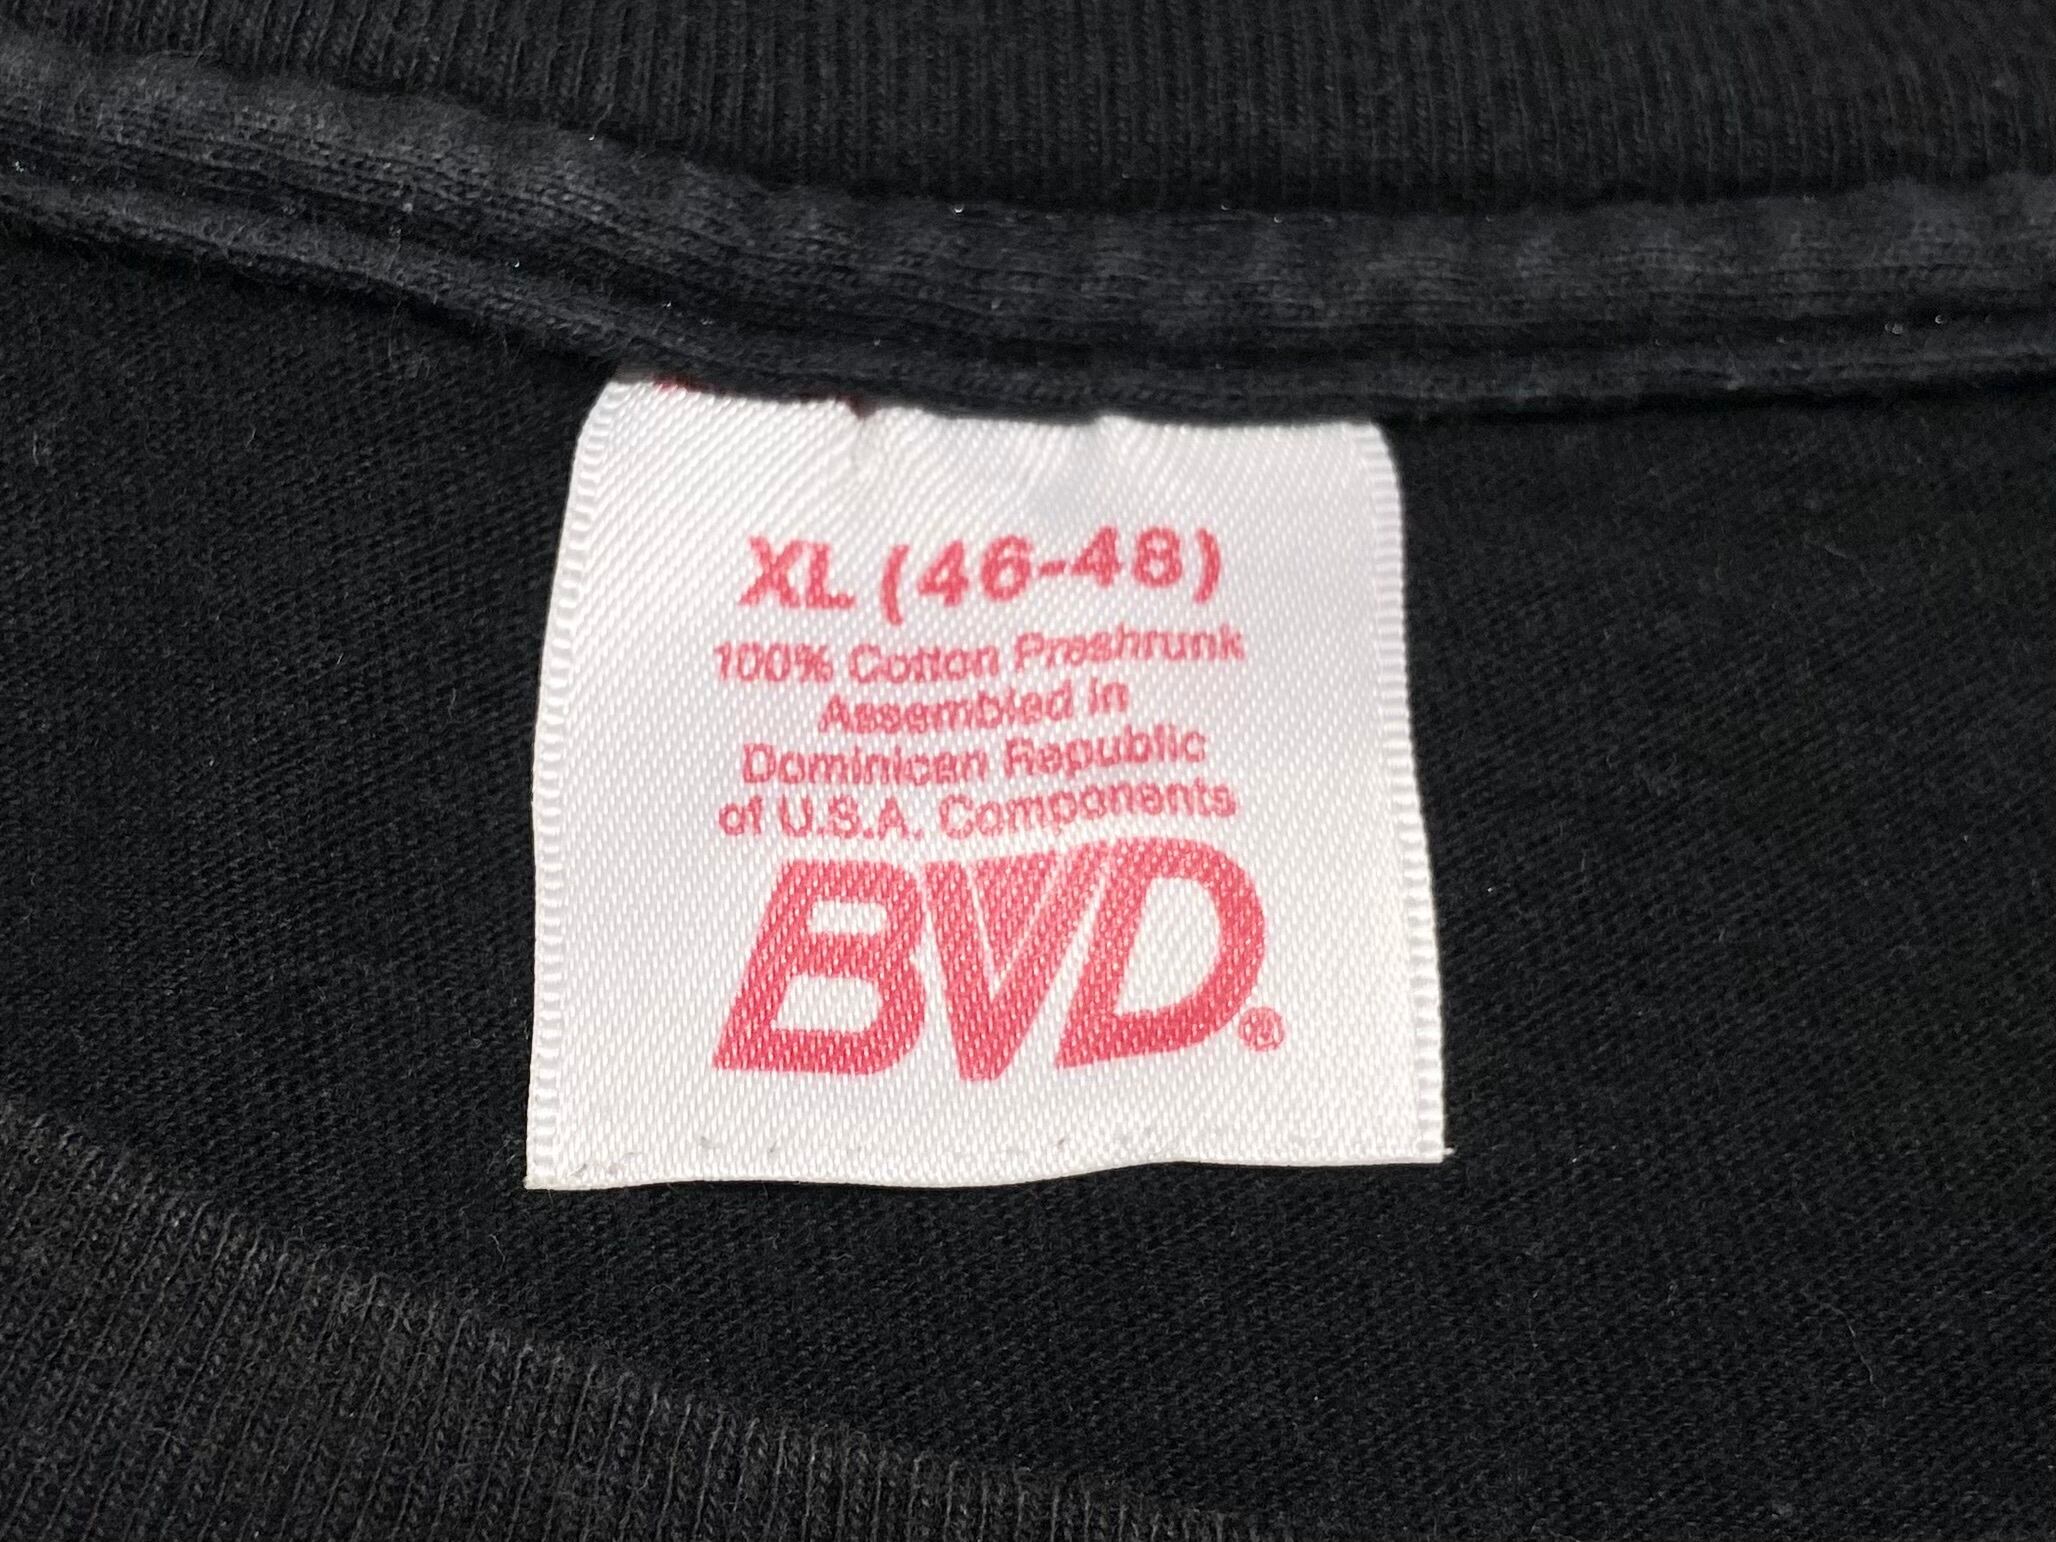 XL (46-48)
100% Cotton Preshrunk
Assembled in
Dominican Republic
of U.S.A. Components
BVD®